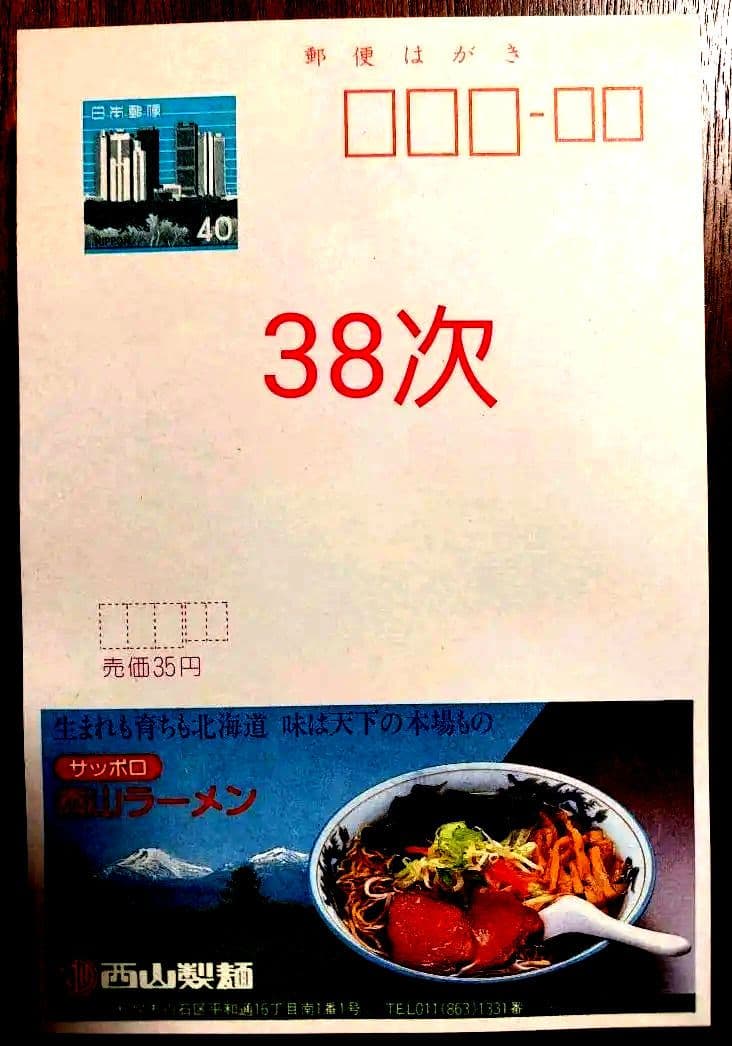 郵便はがき
日本郵便
NIPPON
40
38次
売価35円
生まれも育ちも北海道 味は天下の本場もの
サッポロ
西山ラーメン
西山製麺
石区平和通16丁目南1番1号 TEL011(863)1331番